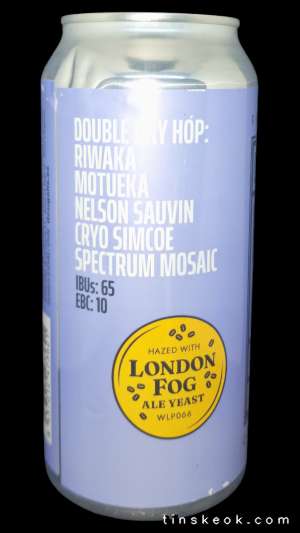 DOUBLE DRY HÓP:
RIWAKA
MOTUEKA
NELSON SAUVIN
CRYO SIMCOE
SPECTRUM MOSAIC
IBUs: 65
EBC: 10
HAZED WITH
LONDON
FOG
ALE YEAST
WLP066
tinskeok.com